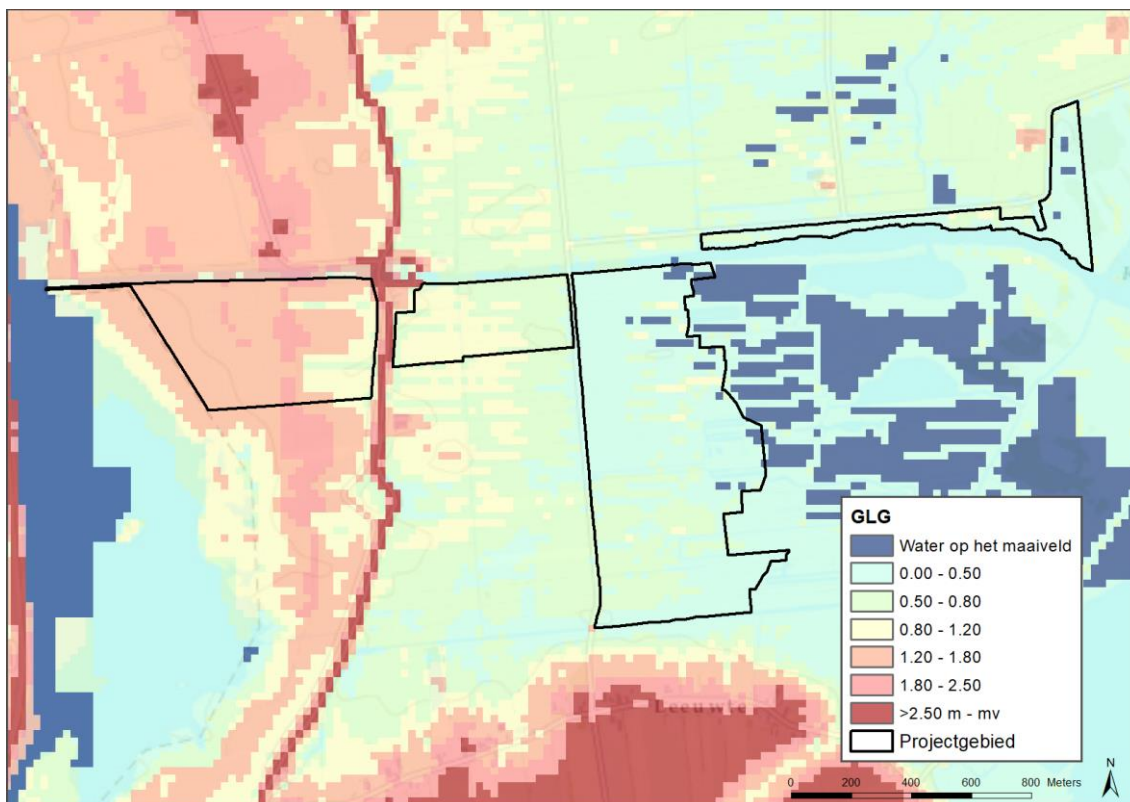 Leeuwte
GLG
Water op het maaiveld
0.00 - 0.50
0.50 - 0.80
0.80 - 1.20
1.20 - 1.80
1.80 - 2.50
>2.50 m - mv
Projectgebied
N
0 200 400 600 800 Meters